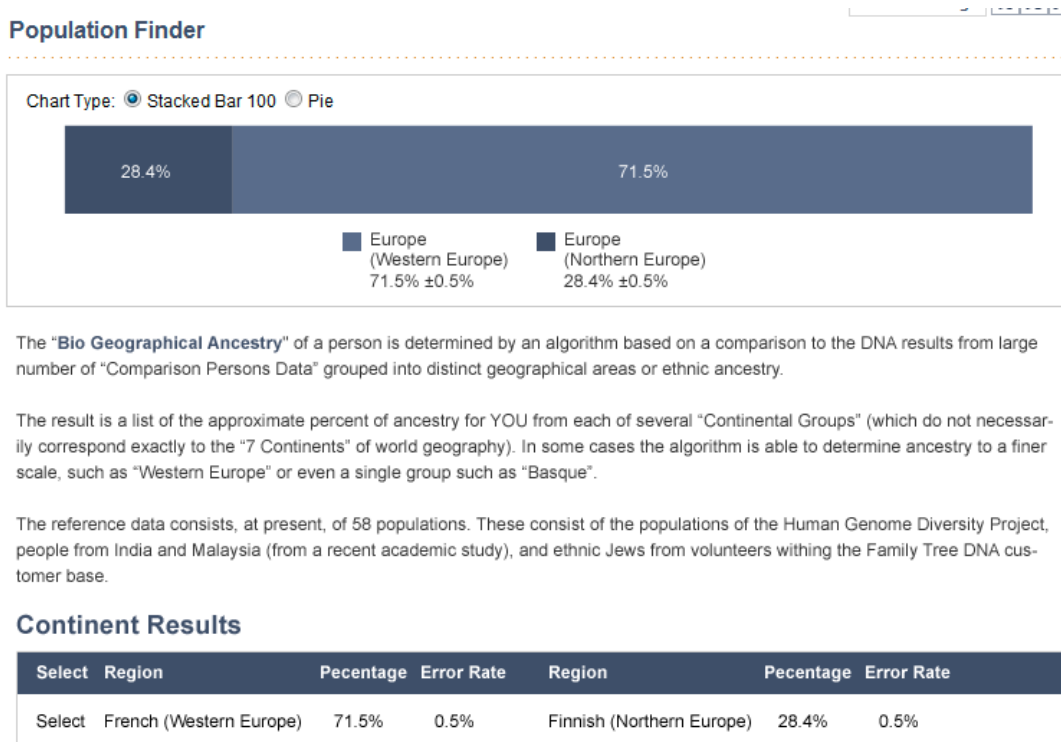 Population Finder
Chart Type: Stacked Bar 100 Pie
28.4% 71.5%
Europe
(Western Europe)
71.5% ±0.5%
Europe
(Northern Europe)
28.4% ±0.5%
The “Bio Geographical Ancestry" of a person is determined by an algorithm based on a comparison to the DNA results from large
number of “Comparison Persons Data” grouped into distinct geographical areas or ethnic ancestry.
The result is a list of the approximate percent of ancestry for YOU from each of several “Continental Groups” (which do not necessar-
ily correspond exactly to the “7 Continents” of world geography). In some cases the algorithm is able to determine ancestry to a finer
scale, such as “Western Europe” or even a single group such as “Basque”.
The reference data consists, at present, of 58 populations. These consist of the populations of the Human Genome Diversity Project,
people from India and Malaysia (from a recent academic study), and ethnic Jews from volunteers withing the Family Tree DNA cus-
tomer base.
Continent Results
Select Region Pecentage Error Rate Region Pecentage Error Rate
Select French (Western Europe) 71.5% 0.5% Finnish (Northern Europe) 28.4% 0.5%